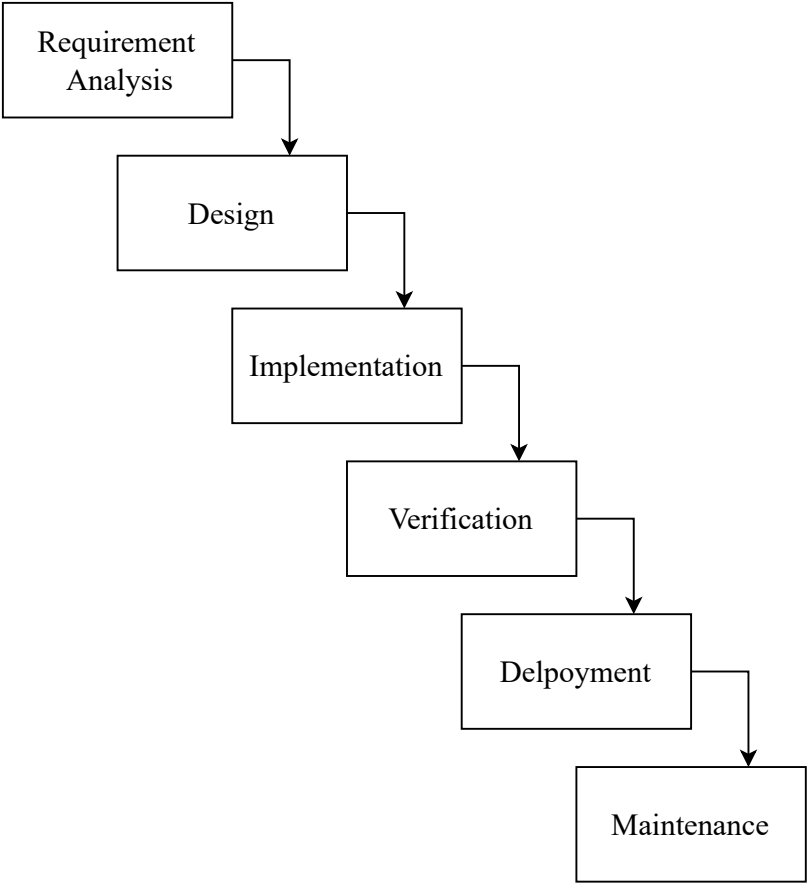 Requirement
Analysis
Design
Implementation
Verification
Delpoyment
Maintenance